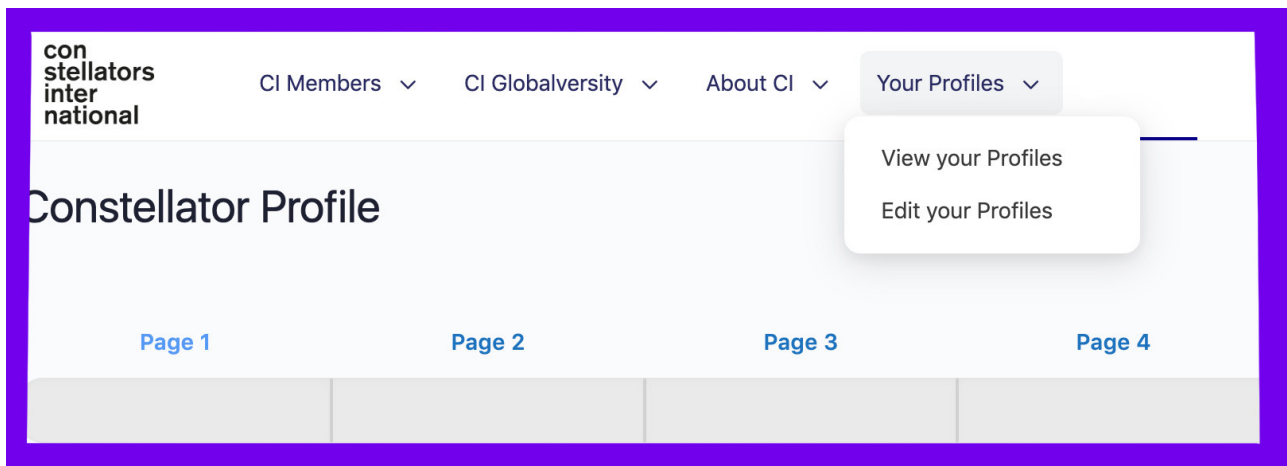 con
stellators
inter
national
CI Members
CI Globalversity
About CI
Your Profiles
View your Profiles
Edit your Profiles
Constellator Profile
Page 1
Page 2
Page 3
Page 4